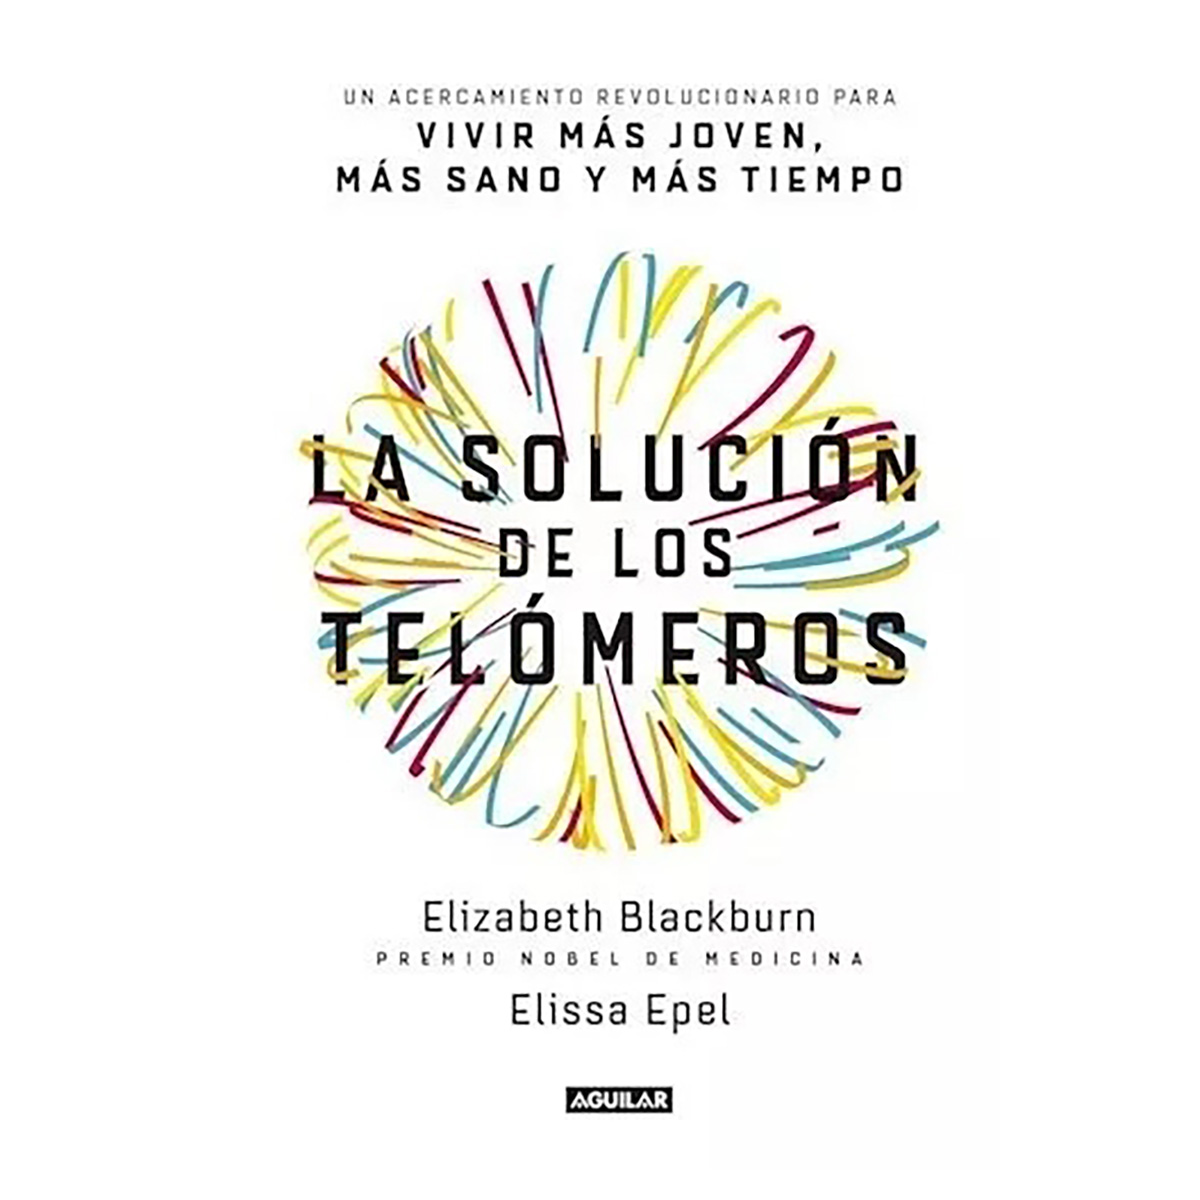 UN ACERCAMIENTO REVOLUCIONARIO PARA
VIVIR MÁS JOVEN,
MÁS SANO Y MÁS TIEMPO
LA SOLUCIÓN
DE LOS
TELÓMEROS
Elizabeth Blackburn
PREMIO NOBEL DE MEDICINA
Elissa Epel
AGUILAR